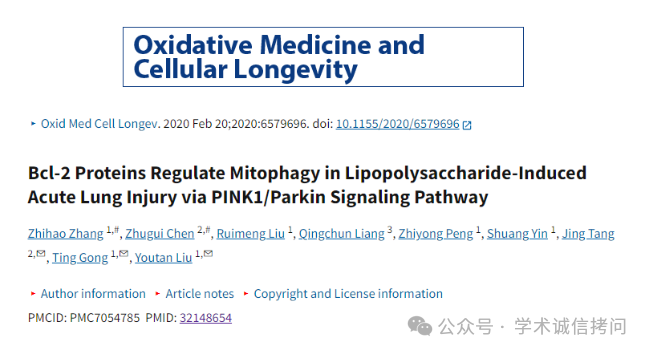 Oxidative Medicine and
Cellular Longevity
Oxid Med Cell Longev. 2020 Feb 20;2020:6579696. doi: 10.1155/2020/6579696
Bcl-2 Proteins Regulate Mitophagy in Lipopolysaccharide-Induced
Acute Lung Injury via PINK1/Parkin Signaling Pathway
Zhihao Zhang 1,#, Zhugui Chen 2,#, Ruimeng Liu 1, Qingchun Liang 3, Zhiyong Peng 1, Shuang Yin 1, Jing Tang
2,✉, Ting Gong 1,✉, Youtan Liu 1,✉
Author information Article notes Copyright and License information
PMCID: PMC7054785 PMID: 32148654
公众号 · 学术诚信拷问